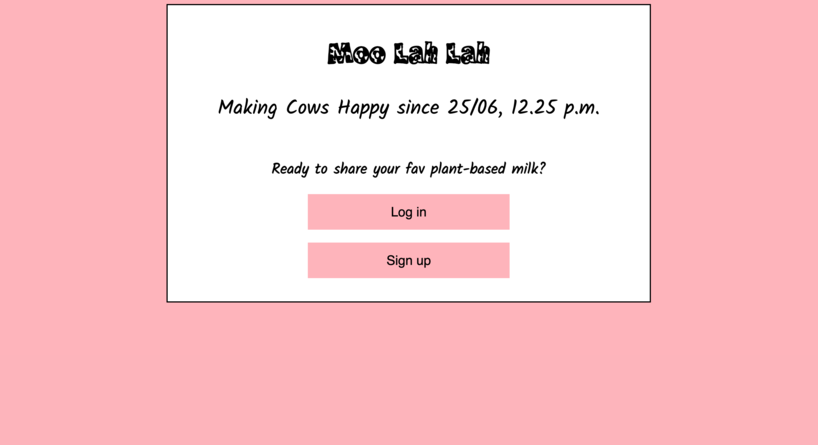 Moo Lah Lah
Making Cows Happy since 25/06, 12.25 p.m.
Ready to share your fav plant-based milk?
Log in
Sign up